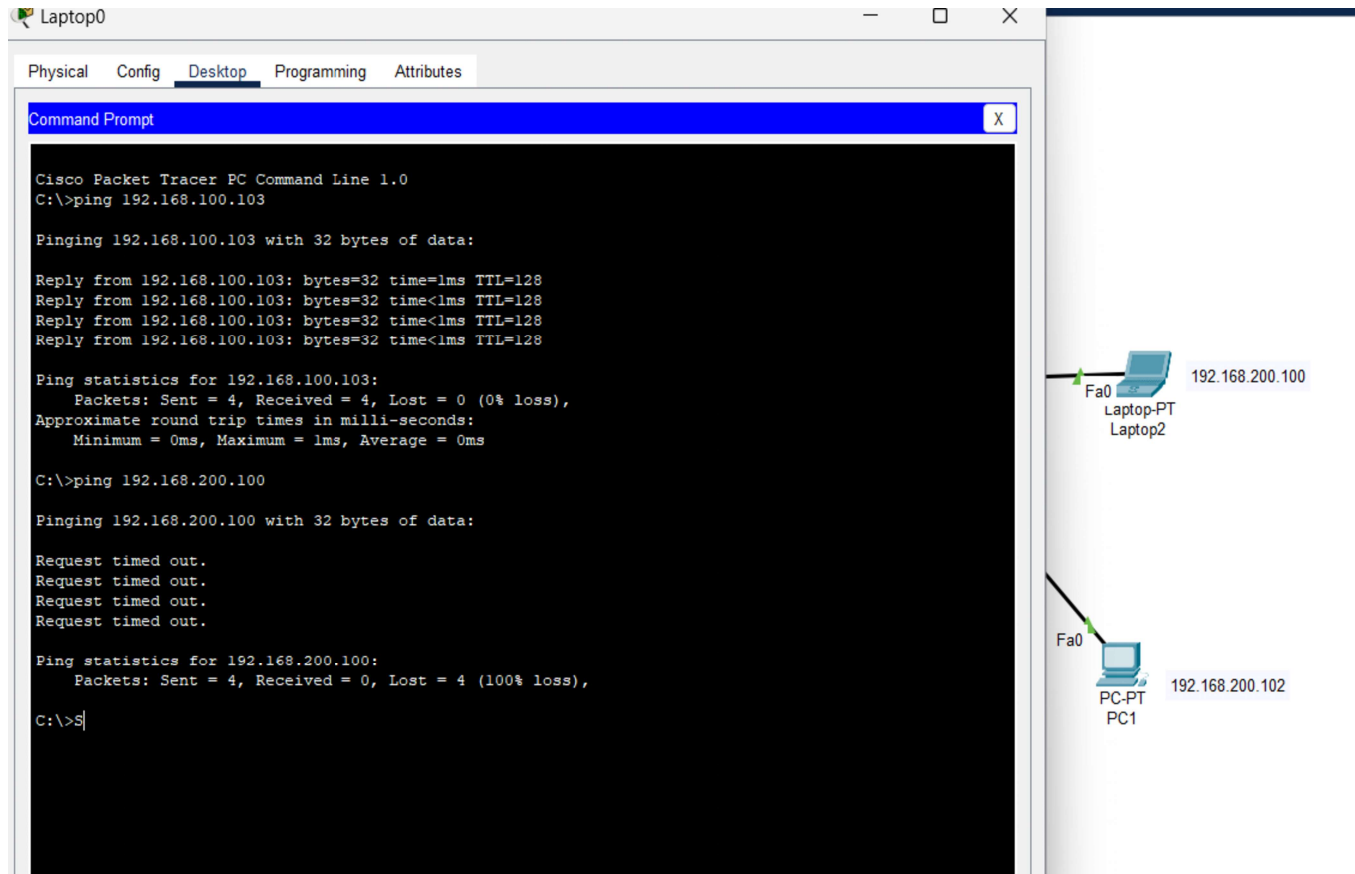 Laptop0
Physical Config Desktop Programming Attributes
Command Prompt
X
Cisco Packet Tracer PC Command Line 1.0
C:\>ping 192.168.100.103
Pinging 192.168.100.103 with 32 bytes of data:
Reply from 192.168.100.103: bytes=32 time=1ms TTL=128
Reply from 192.168.100.103: bytes=32 time<1ms TTL=128
Reply from 192.168.100.103: bytes=32 time<1ms TTL=128
Reply from 192.168.100.103: bytes=32 time<1ms TTL=128
Ping statistics for 192.168.100.103:
Packets: Sent = 4, Received = 4, Lost = 0 (0% loss),
Approximate round trip times in milli-seconds:
Minimum = 0ms, Maximum = 1ms, Average = 0ms
C:\>ping 192.168.200.100
Pinging 192.168.200.100 with 32 bytes of data:
Request timed out.
Request timed out.
Request timed out.
Request timed out.
Ping statistics for 192.168.200.100:
Packets: Sent = 4, Received = 0, Lost = 4 (100% loss),
C:\>S
192.168.200.100
Fa0
Laptop-PT
Laptop2
Fa0
192.168.200.102
PC-PT
PC1